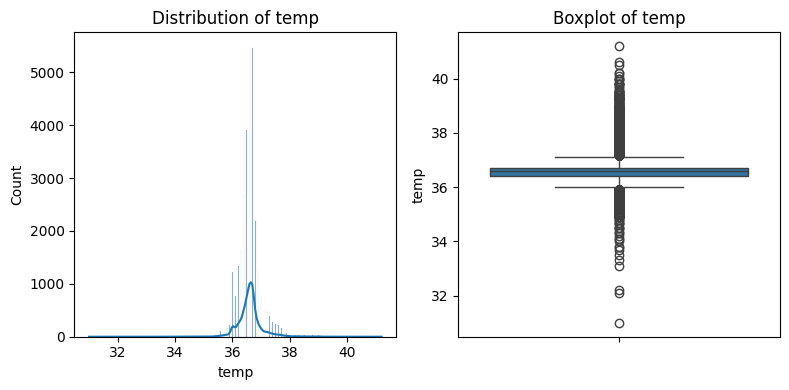 Distribution of temp
Count
5000
4000
3000
2000
1000
0
32 34 36 38 40
temp
Boxplot of temp
temp
40
38
36
34
32